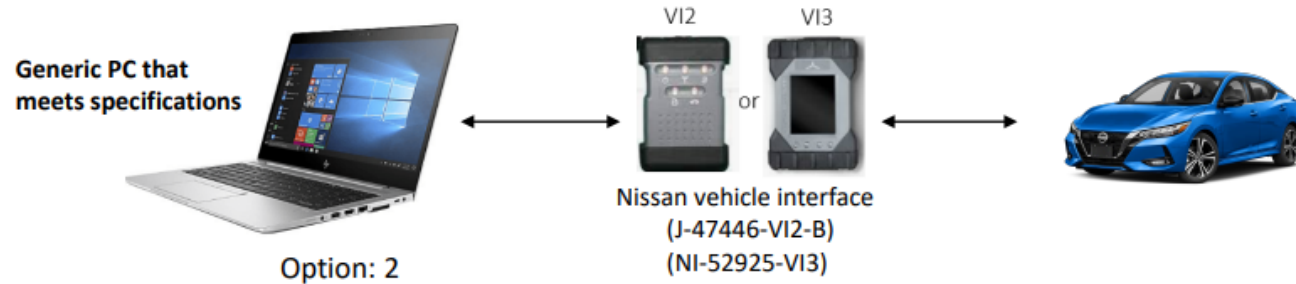 VI2
VI3
Generic PC that
meets specifications
or
Nissan vehicle interface
(J-47446-VI2-B)
(NI-52925-VI3)
Option: 2